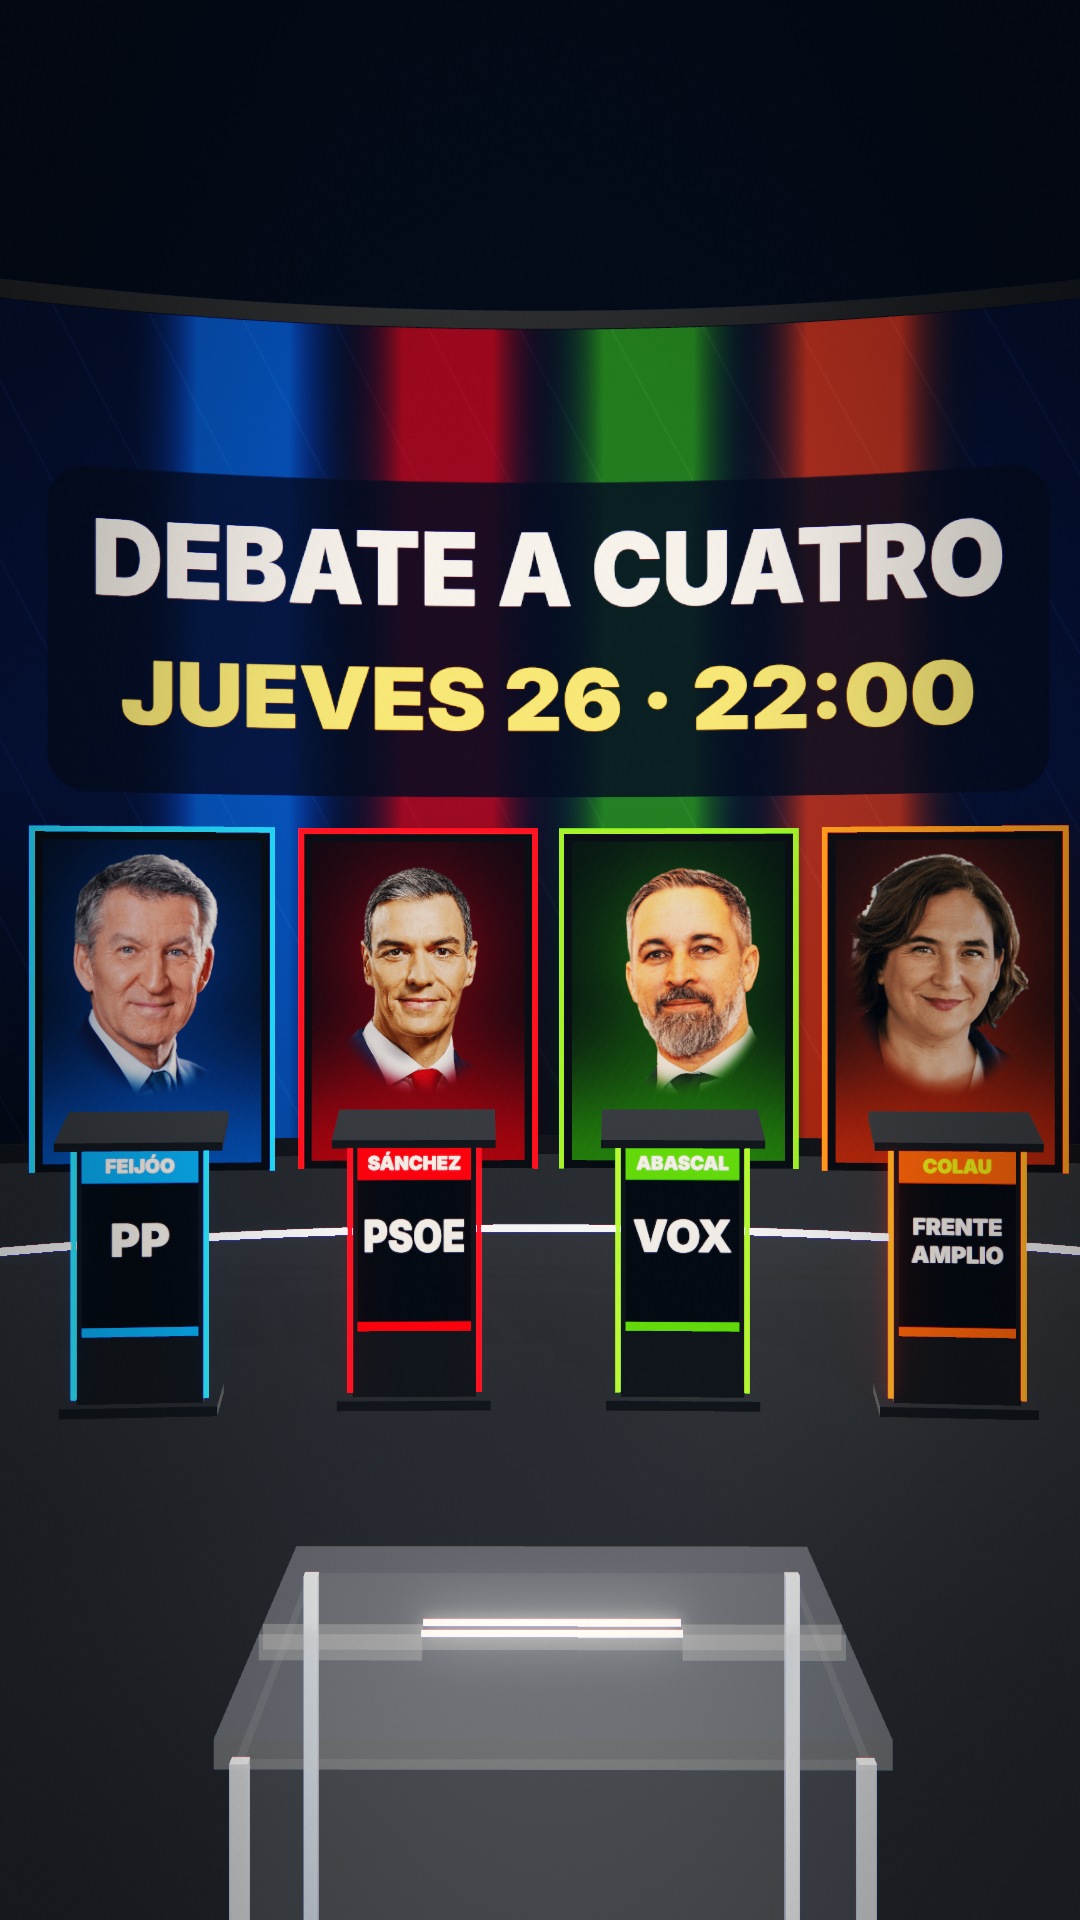 DEBATE A CUATRO
JUEVES 26 · 22:00
FEIJÓO
PP
SÁNCHEZ
PSOE
ABASCAL
VOX
COLAU
FRENTE
AMPLIO